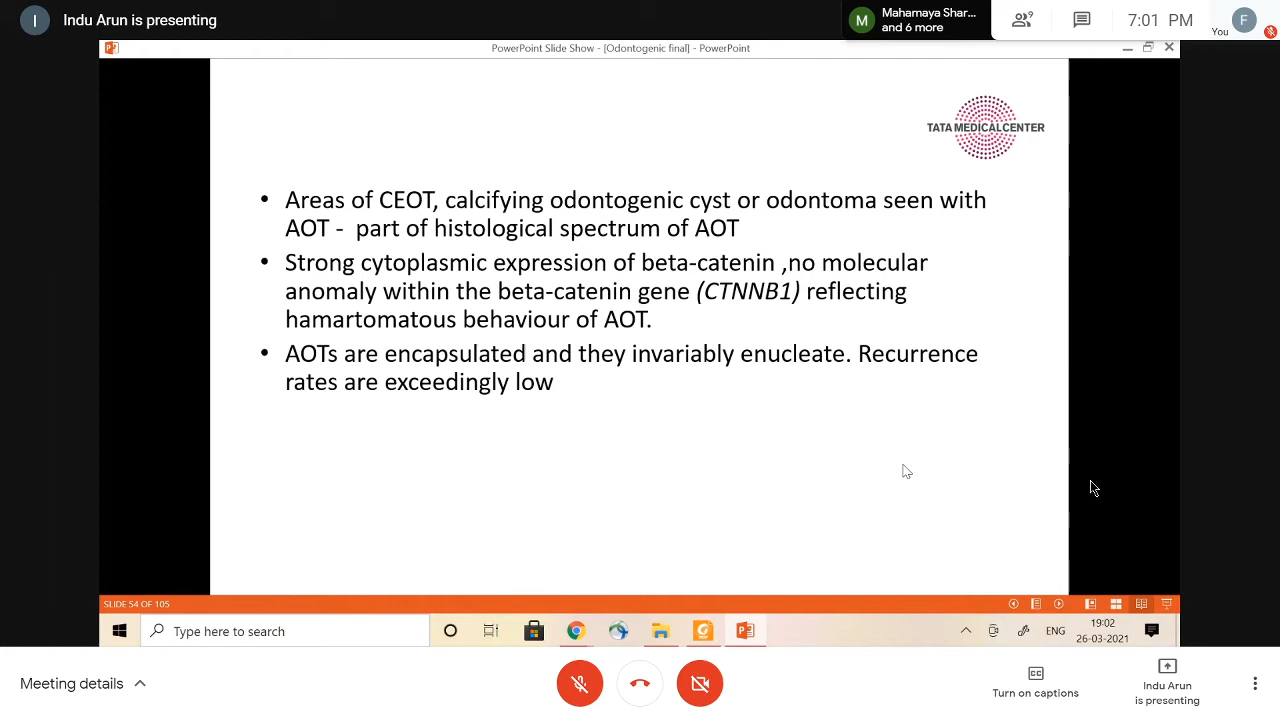 I Indu Arun is presenting
M Mahamaya Shar...
and 6 more
9
7:01 PM
You
F
PowerPoint Slide Show - [Odontogenic final] - PowerPoint
TATA MEDICAL CENTER
• Areas of CEOT, calcifying odontogenic cyst or odontoma seen with
AOT - part of histological spectrum of AOT
• Strong cytoplasmic expression of beta-catenin ,no molecular
anomaly within the beta-catenin gene (CTNNB1) reflecting
hamartomatous behaviour of AOT.
• AOTs are encapsulated and they invariably enucleate. Recurrence
rates are exceedingly low
SLIDE 54 OF 105
Type here to search
ENG
19:02
26-03-2021
Meeting details
CC
Turn on captions
Indu Arun
is presenting